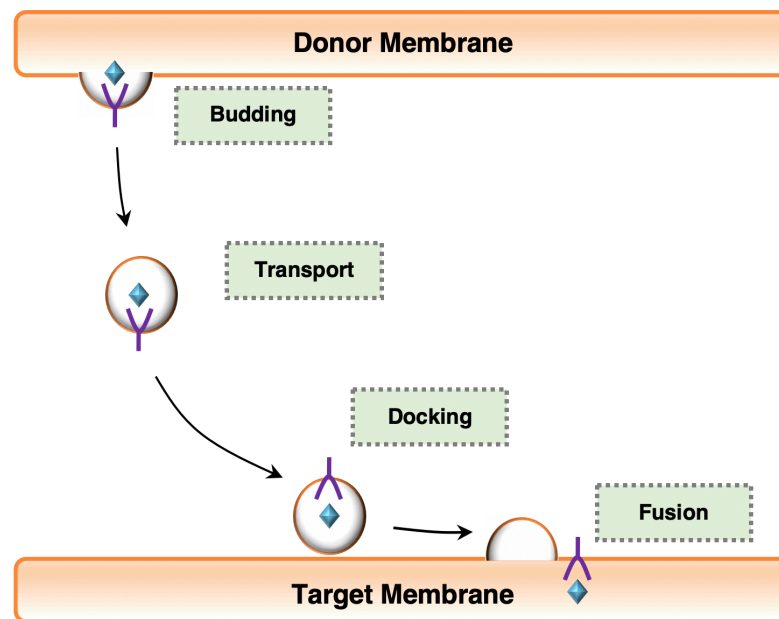 Donor Membrane
Budding
Transport
Docking
Fusion
Target Membrane